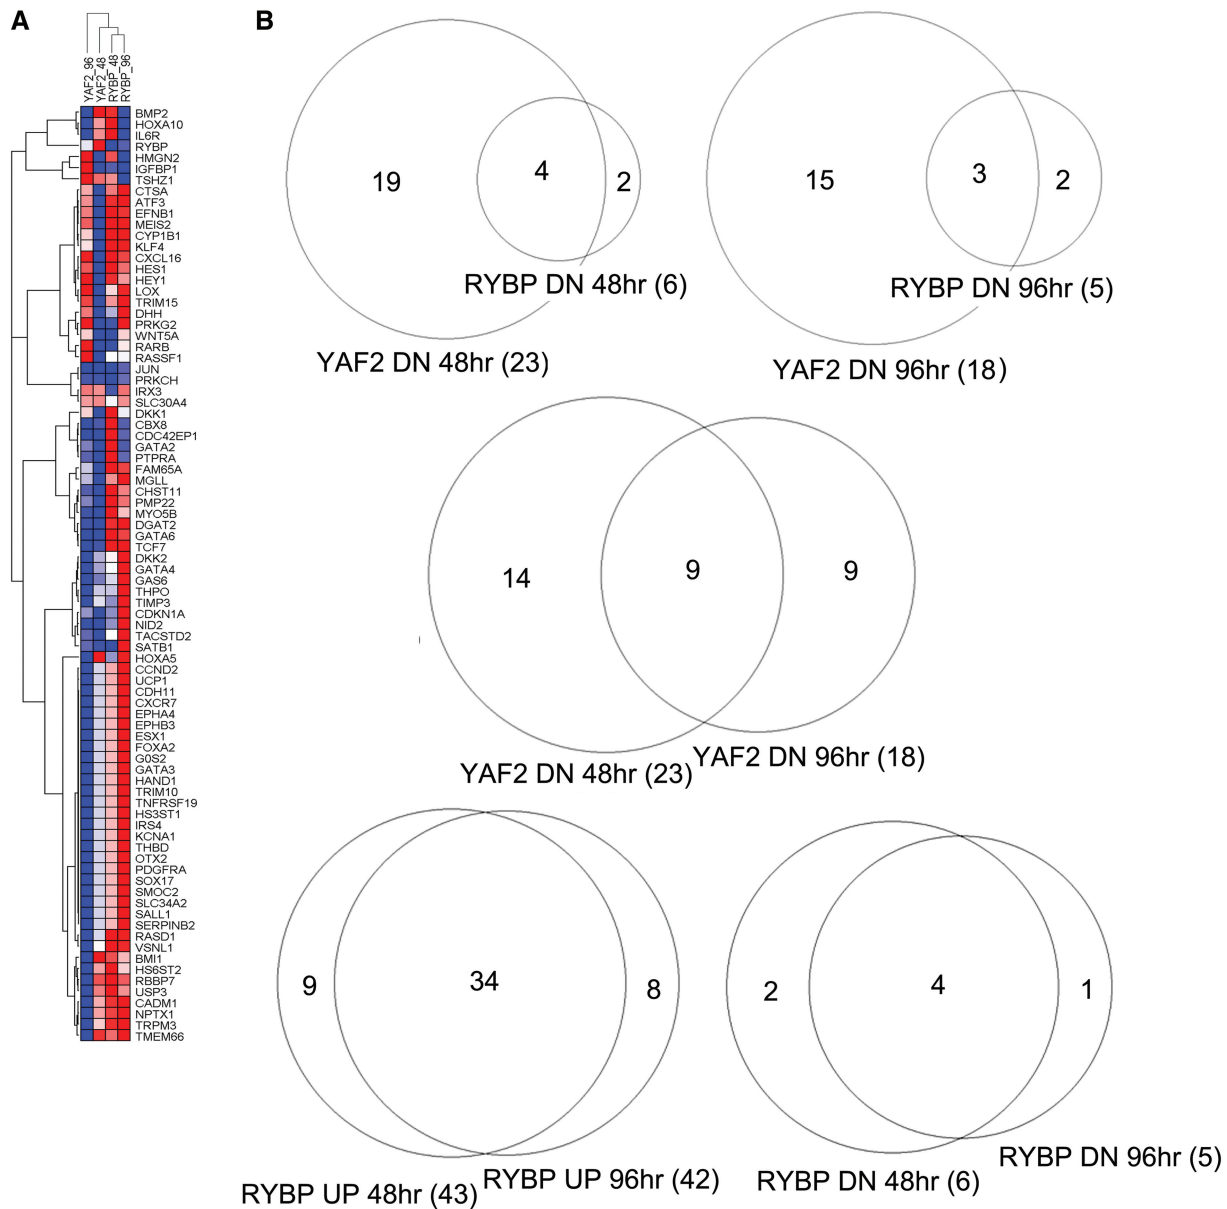 A
YAF2_96
YAF2_48
RYBP_48
RYBP_96
BMP2
HOXA10
IL6R
RYBP
HMGN2
IGFBP1
TSHZ1
CTSA
ATF3
EFNB1
MEIS2
CYP1B1
KLF4
CXCL16
HES1
HEY1
LOX
TRIM15
DHH
PRKG2
WNT5A
RARB
RASSF1
JUN
PRKCH
IRX3
SLC30A4
DKK1
CBX8
CDC42EP1
GATA2
PTPRA
FAM65A
MGLL
CHST11
PMP22
MYO5B
DGAT2
GATA6
TCF7
DKK2
GATA4
GAS6
THPO
TIMP3
CDKN1A
NID2
TACSTD2
SATB1
HOXA5
CCND2
UCP1
CDH11
CXCR7
EPHA4
EPHB3
ESX1
FOXA2
G0S2
GATA3
HAND1
TRIM10
TNFRSF19
HS3ST1
IRS4
KCNA1
THBD
OTX2
PDGFRA
SOX17
SMOC2
SLC34A2
SALL1
SERPINB2
RASD1
VSNL1
BMI1
HS6ST2
RBBP7
USP3
CADM1
NPTX1
TRPM3
TMEM66
B
19
4
2
RYBP DN 48hr (6)
YAF2 DN 48hr (23)
15
3
2
RYBP DN 96hr (5)
YAF2 DN 96hr (18)
14
9
9
YAF2 DN 48hr (23)
YAF2 DN 96hr (18)
9
34
8
RYBP UP 48hr (43)
RYBP UP 96hr (42)
2
4
1
RYBP DN 48hr (6)
RYBP DN 96hr (5)